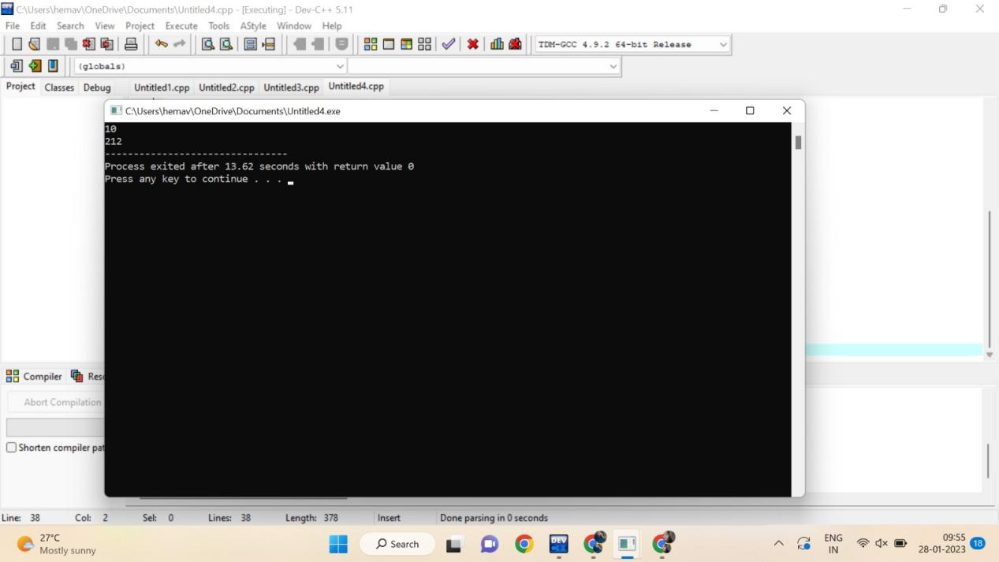 C:\Users\hemav\OneDrive\Documents\Untitled4.cpp - [Executing] - Dev-C++ 5.11
File Edit Search View Project Execute Tools AStyle Window Help
TDM-GCC 4.9.2 64-bit Release
(globals)
Project Classes Debug Untitled1.cpp Untitled2.cpp Untitled3.cpp Untitled4.cpp
C:\Users\hemav\OneDrive\Documents\Untitled4.exe
10
212
--------------------------------
Process exited after 13.62 seconds with return value 0
Press any key to continue . . .
Compiler
Abort Compilation
Shorten compiler
Line: 38 Col: 2 Sel: 0 Lines: 38 Length: 378 Insert Done parsing in 0 seconds
27°C
Mostly sunny
Search
DEV
ENG
IN
09:55
28-01-2023
18